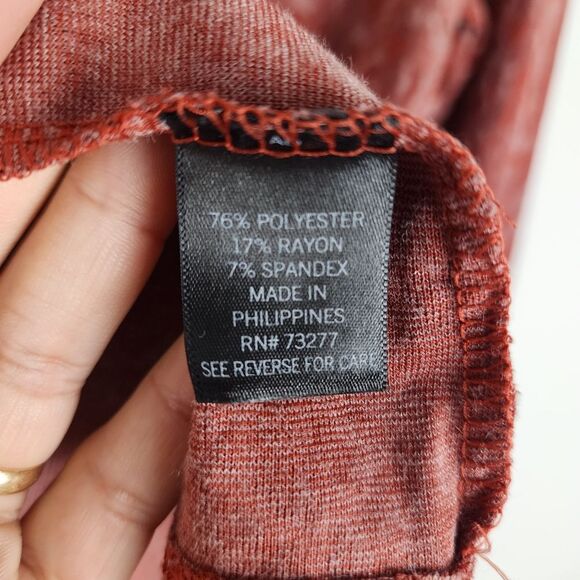 76% POLYESTER
17% RAYON
7% SPANDEX
MADE IN
PHILIPPINES
RN# 73277
SEE REVERSE FOR CARE